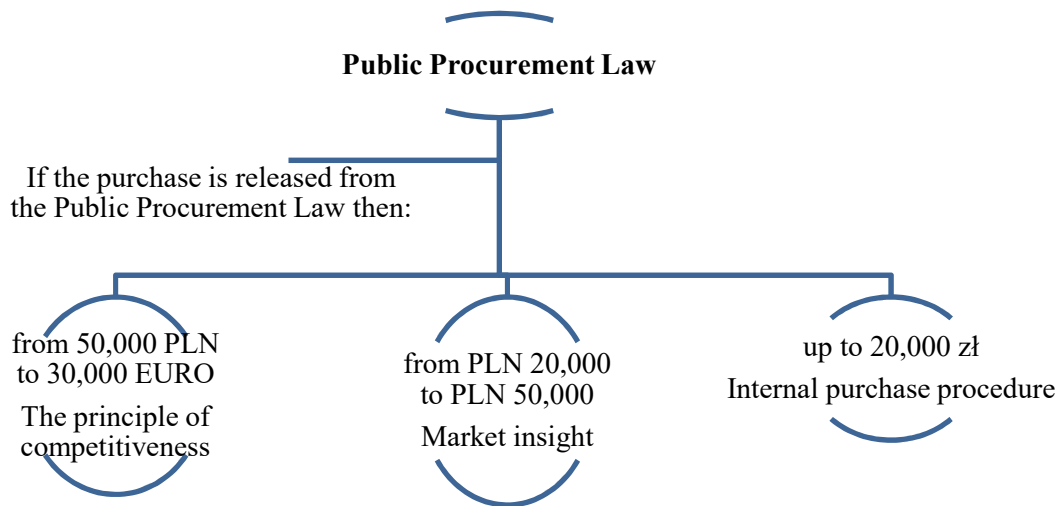 Public Procurement Law
If the purchase is released from
the Public Procurement Law then:
from 50,000 PLN
to 30,000 EURO
The principle of
competitiveness
from PLN 20,000
to PLN 50,000
Market insight
up to 20,000 zł
Internal purchase procedure